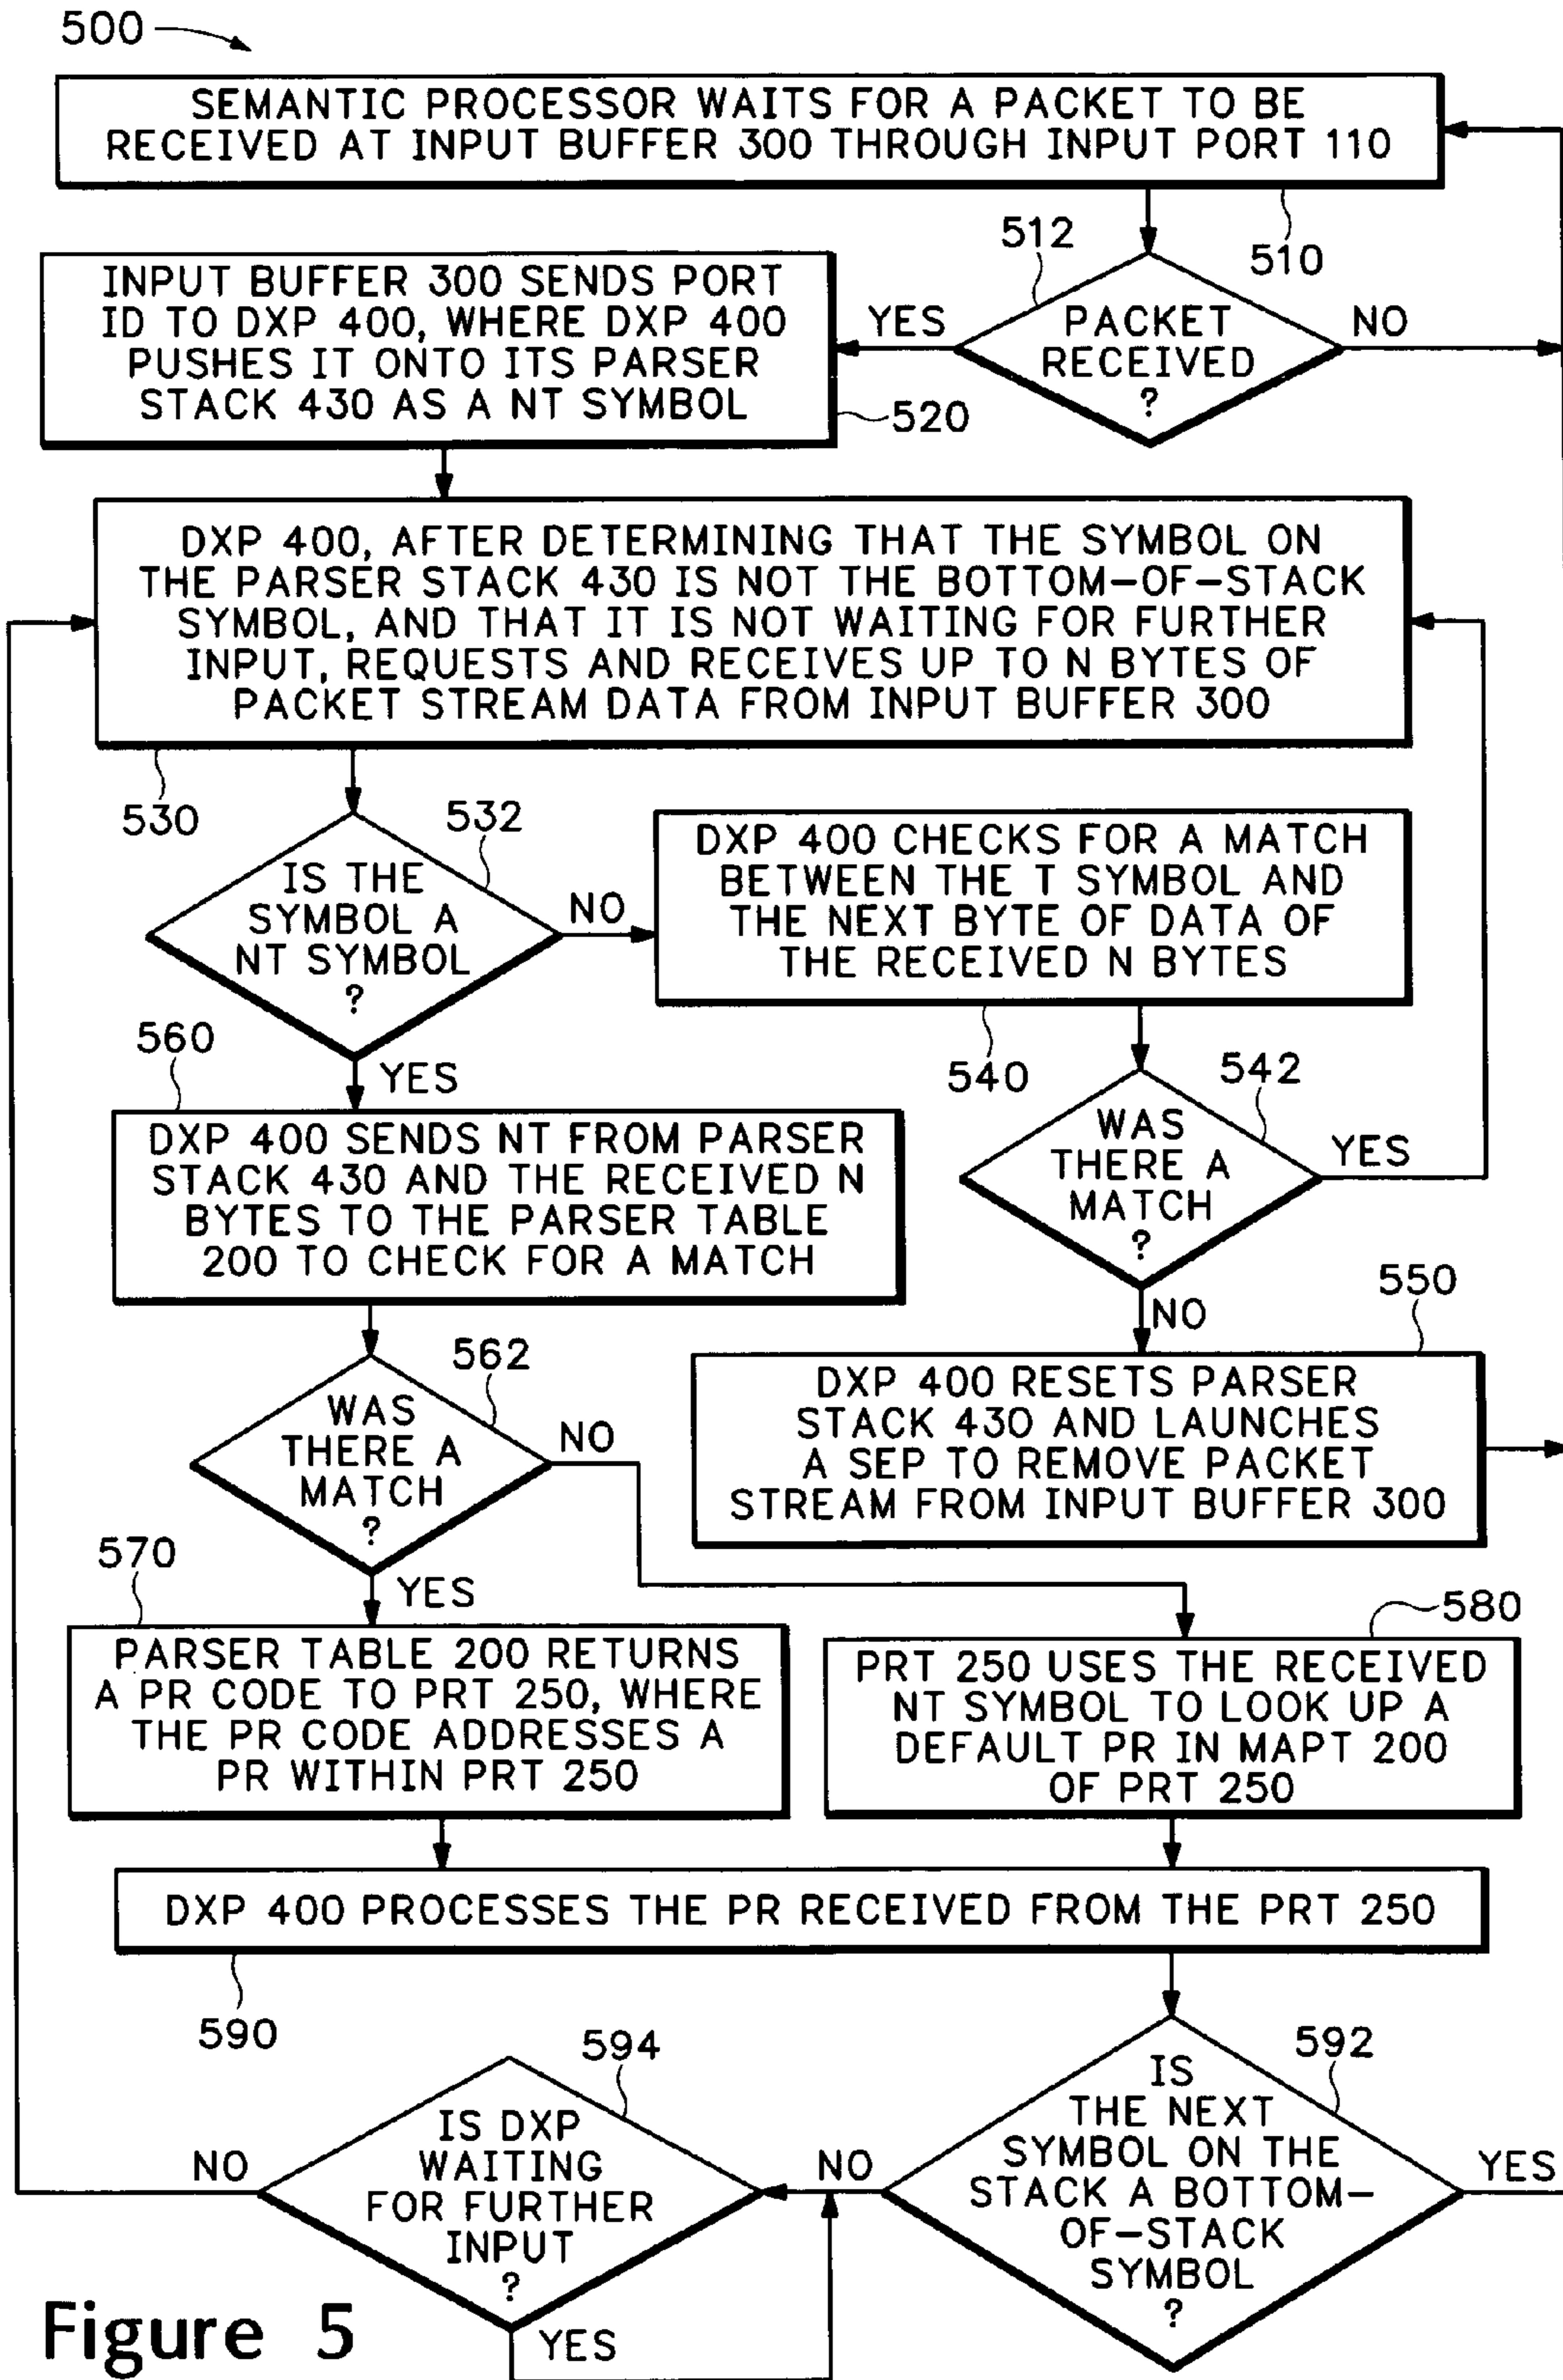 500
SEMANTIC PROCESSOR WAITS FOR A PACKET TO BE
RECEIVED AT INPUT BUFFER 300 THROUGH INPUT PORT 110
510
512
PACKET
RECEIVED
?
YES
NO
INPUT BUFFER 300 SENDS PORT
ID TO DXP 400, WHERE DXP 400
PUSHES IT ONTO ITS PARSER
STACK 430 AS A NT SYMBOL
520
DXP 400, AFTER DETERMINING THAT THE SYMBOL ON
THE PARSER STACK 430 IS NOT THE BOTTOM-OF-STACK
SYMBOL, AND THAT IT IS NOT WAITING FOR FURTHER
INPUT, REQUESTS AND RECEIVES UP TO N BYTES OF
PACKET STREAM DATA FROM INPUT BUFFER 300
530
532
IS THE
SYMBOL A
NT SYMBOL
?
NO
YES
DXP 400 CHECKS FOR A MATCH
BETWEEN THE T SYMBOL AND
THE NEXT BYTE OF DATA OF
THE RECEIVED N BYTES
540
542
WAS
THERE A
MATCH
?
YES
NO
560
DXP 400 SENDS NT FROM PARSER
STACK 430 AND THE RECEIVED N
BYTES TO THE PARSER TABLE
200 TO CHECK FOR A MATCH
550
DXP 400 RESETS PARSER
STACK 430 AND LAUNCHES
A SEP TO REMOVE PACKET
STREAM FROM INPUT BUFFER 300
562
WAS
THERE A
MATCH
?
NO
YES
570
PARSER TABLE 200 RETURNS
A PR CODE TO PRT 250, WHERE
THE PR CODE ADDRESSES A
PR WITHIN PRT 250
580
PRT 250 USES THE RECEIVED
NT SYMBOL TO LOOK UP A
DEFAULT PR IN MAPT 200
OF PRT 250
DXP 400 PROCESSES THE PR RECEIVED FROM THE PRT 250
590
592
IS
THE NEXT
SYMBOL ON THE
STACK A BOTTOM-
OF-STACK
SYMBOL
?
YES
NO
594
IS DXP
WAITING
FOR FURTHER
INPUT
?
NO
YES
Figure 5